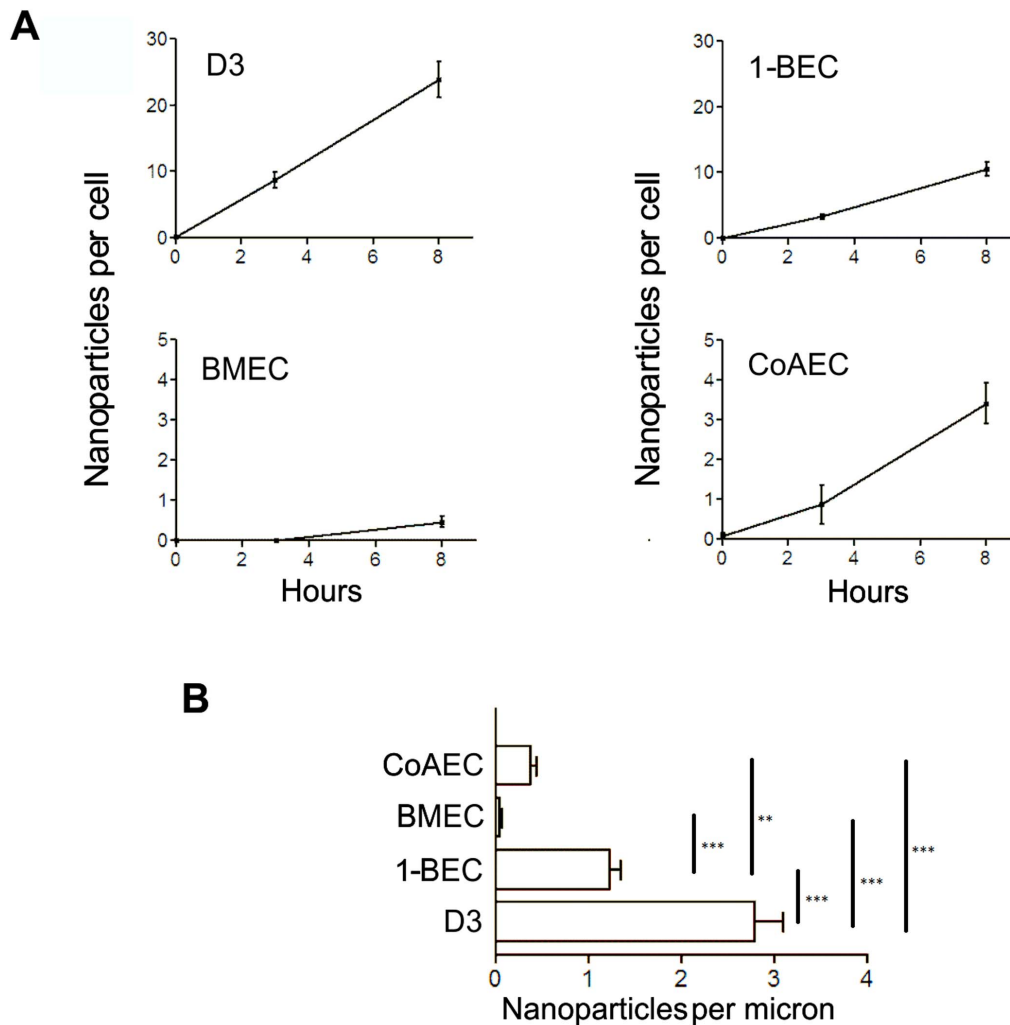 A
D3
30
20
10
0
0 2 4 6 8
Nanoparticles per cell
1-BEC
30
20
10
0
0 2 4 6 8
Nanoparticles per cell
BMEC
5
4
3
2
1
0
0 2 4 6 8
Hours
CoAEC
5
4
3
2
1
0
0 2 4 6 8
Hours
B
CoAEC
BMEC
1-BEC
D3
***
**
***
***
***
0 1 2 3 4
Nanoparticles per micron